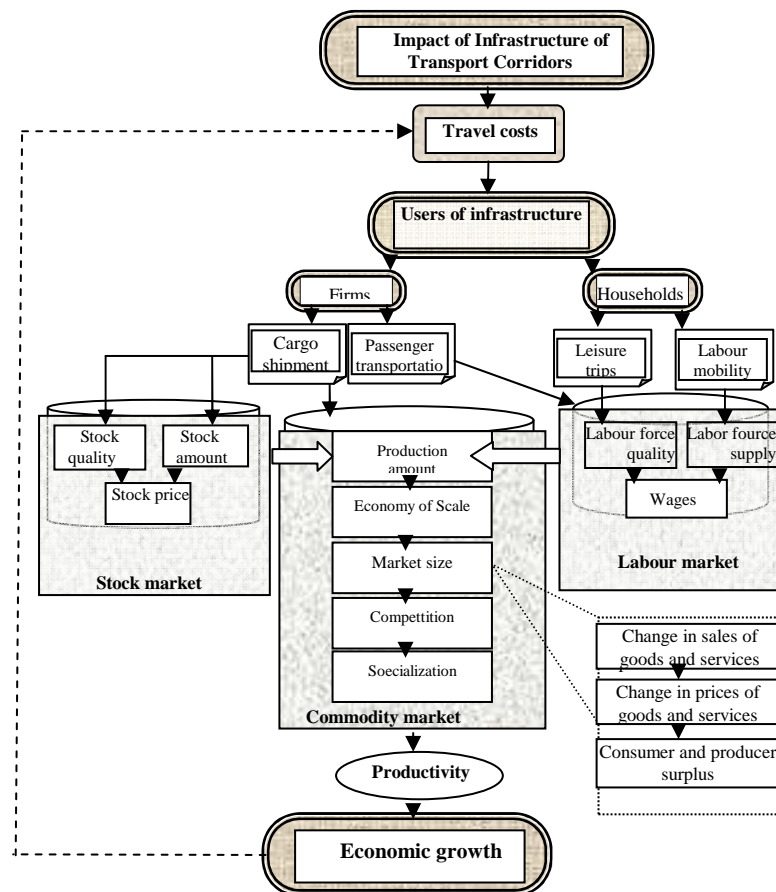 Impact of Infrastructure of
Transport Corridors
Travel costs
Users of infrastructure
Firms
Households
Cargo
shipment
Passenger
transportatio
Leisure
trips
Labour
mobility
Stock
quality
Stock
amount
Stock price
Stock market
Production
amount
Economy of Scale
Market size
Competition
Soecialization
Commodity market
Labour force
quality
Labor fource
supply
Wages
Labour market
Change in sales of
goods and services
Change in prices of
goods and services
Consumer and producer
surplus
Productivity
Economic growth